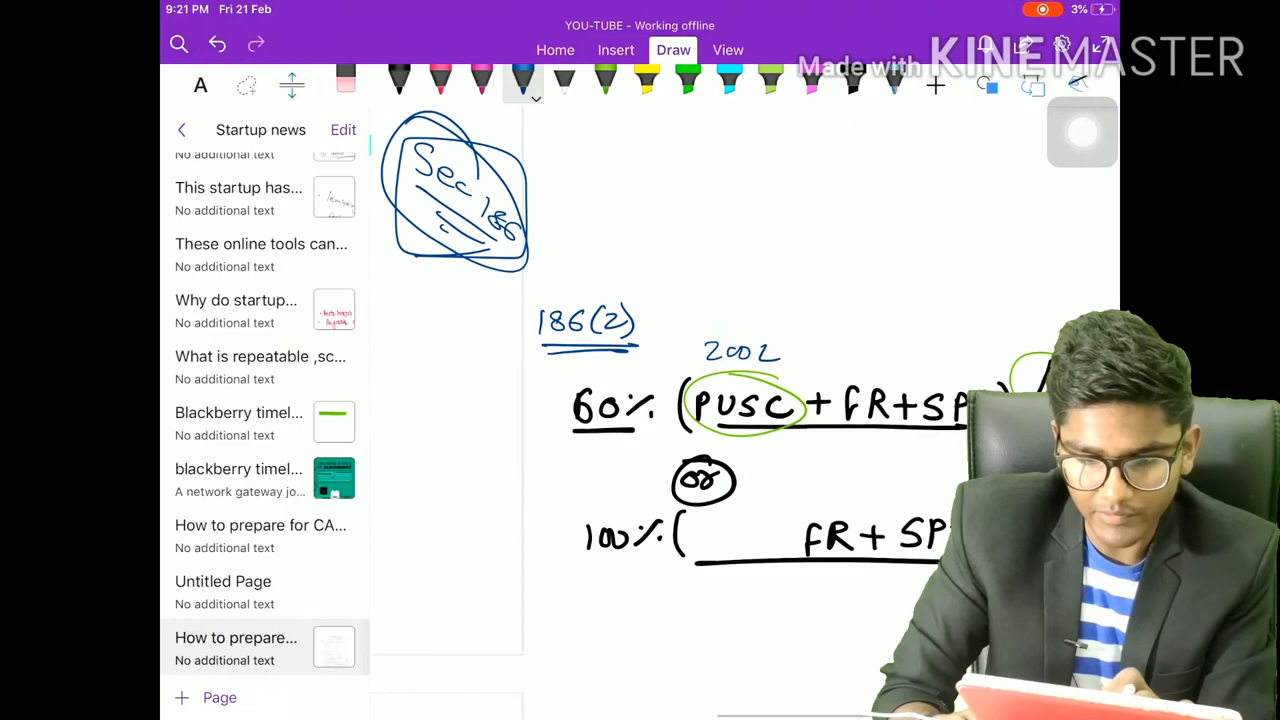 9:21 PM Fri 21 Feb
3%
YOU-TUBE - Working offline
Home Insert Draw View
Made with KINEMASTER
A
Startup news Edit
No additional text
This startup has...
No additional text
These online tools can...
No additional text
Why do startup...
No additional text
What is repeatable ,sc...
No additional text
Blackberry timel...
No additional text
blackberry timel...
A network gateway jo...
How to prepare for CA...
No additional text
Untitled Page
No additional text
How to prepare...
No additional text
+ Page
Sec 186
186(2)
2002
60% (PUSC + FR+SP )
or
100% ( FR + SP